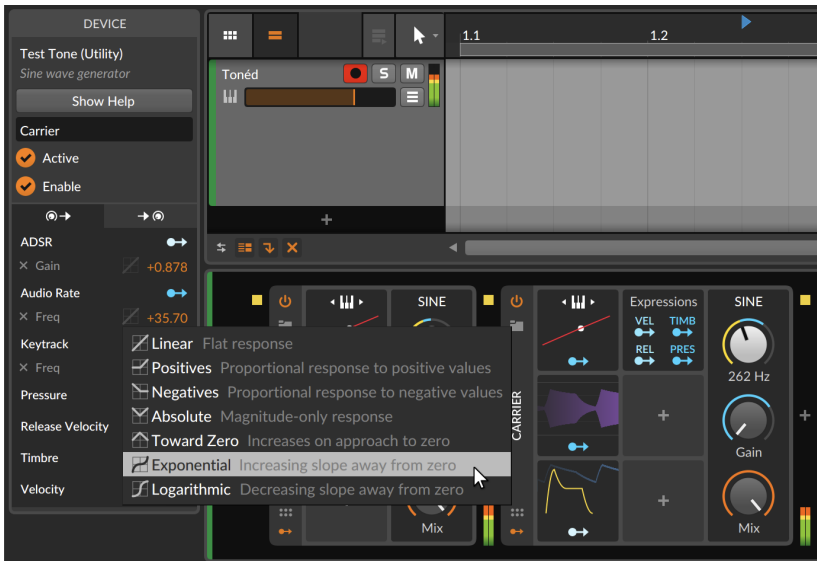 DEVICE
Test Tone (Utility)
Sine wave generator
Show Help
Carrier
Active
Enable
ADSR
× Gain +0.878
Audio Rate
× Freq +35.70
Keytrack
× Freq
Pressure
Release Velocity
Timbre
Velocity
1.1 1.2
Tonéd S M
+
Linear Flat response
Positives Proportional response to positive values
Negatives Proportional response to negative values
Absolute Magnitude-only response
Toward Zero Increases on approach to zero
Exponential Increasing slope away from zero
Logarithmic Decreasing slope away from zero
SINE
Mix
CARRIER
Expressions
VEL TIMB
REL PRES
+
+
SINE
262 Hz
Gain
Mix
+